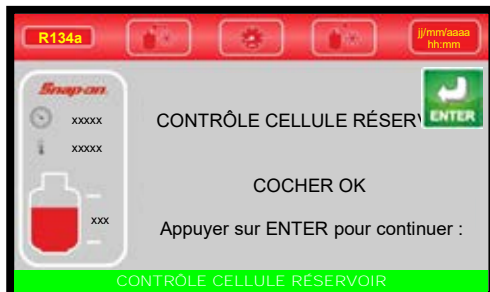 R134a
jj/mm/aaaa
hh:mm
Snap-on
xxxxx
xxxxx
xxx
CONTRÔLE CELLULE RÉSERV
ENTER
COCHER OK
Appuyer sur ENTER pour continuer :
CONTRÔLE CELLULE RÉSERVOIR